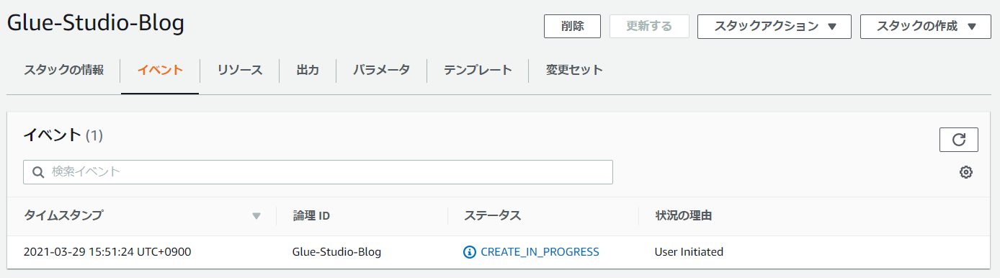 Glue-Studio-Blog
削除 更新する スタックアクション スタックの作成
スタックの情報 イベント リソース 出力 パラメータ テンプレート 変更セット
イベント (1)
検索イベント
タイムスタンプ 論理 ID ステータス 状況の理由
2021-03-29 15:51:24 UTC+0900 Glue-Studio-Blog CREATE_IN_PROGRESS User Initiated